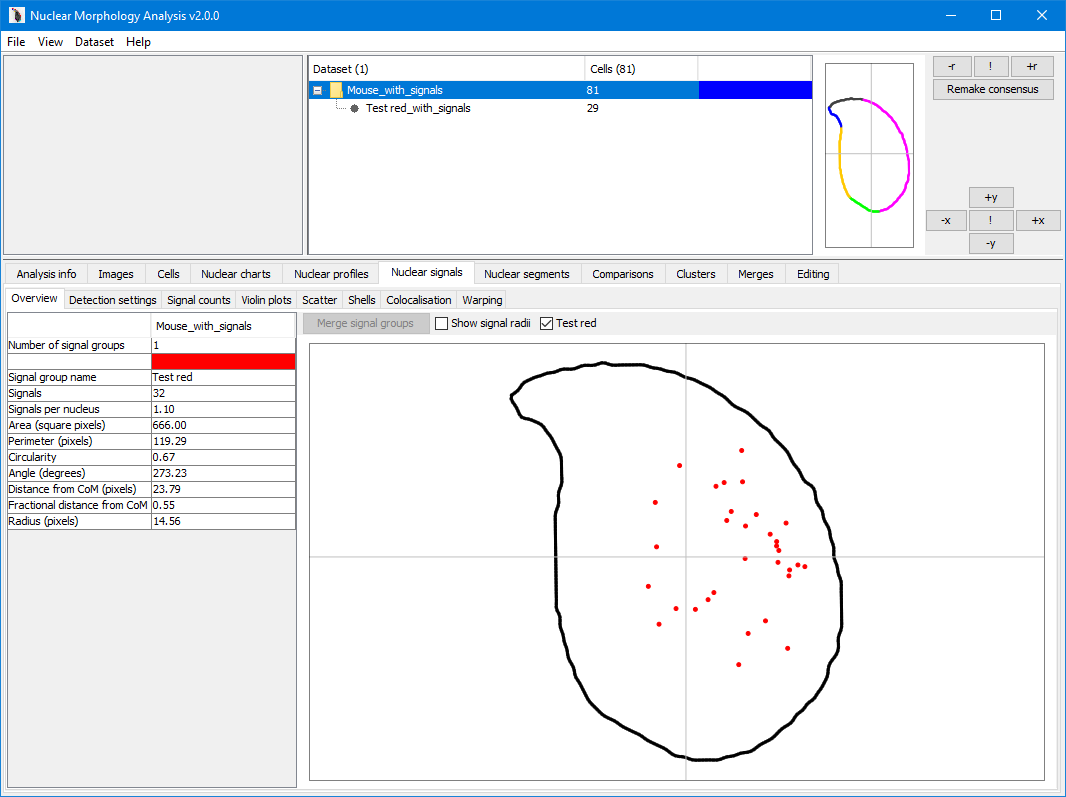 Nuclear Morphology Analysis v2.0.0
File View Dataset Help
Dataset (1) Cells (81)
Mouse_with_signals 81
Test red_with_signals 29
-r ! +r
Remake consensus
+y
-x ! +x
-y
Analysis info Images Cells Nuclear charts Nuclear profiles Nuclear signals Nuclear segments Comparisons Clusters Merges Editing
Overview Detection settings Signal counts Violin plots Scatter Shells Colocalisation Warping
Mouse_with_signals
Number of signal groups 1
Signal group name Test red
Signals 32
Signals per nucleus 1.10
Area (square pixels) 666.00
Perimeter (pixels) 119.29
Circularity 0.67
Angle (degrees) 273.23
Distance from CoM (pixels) 23.79
Fractional distance from CoM 0.55
Radius (pixels) 14.56
Merge signal groups Show signal radii Test red